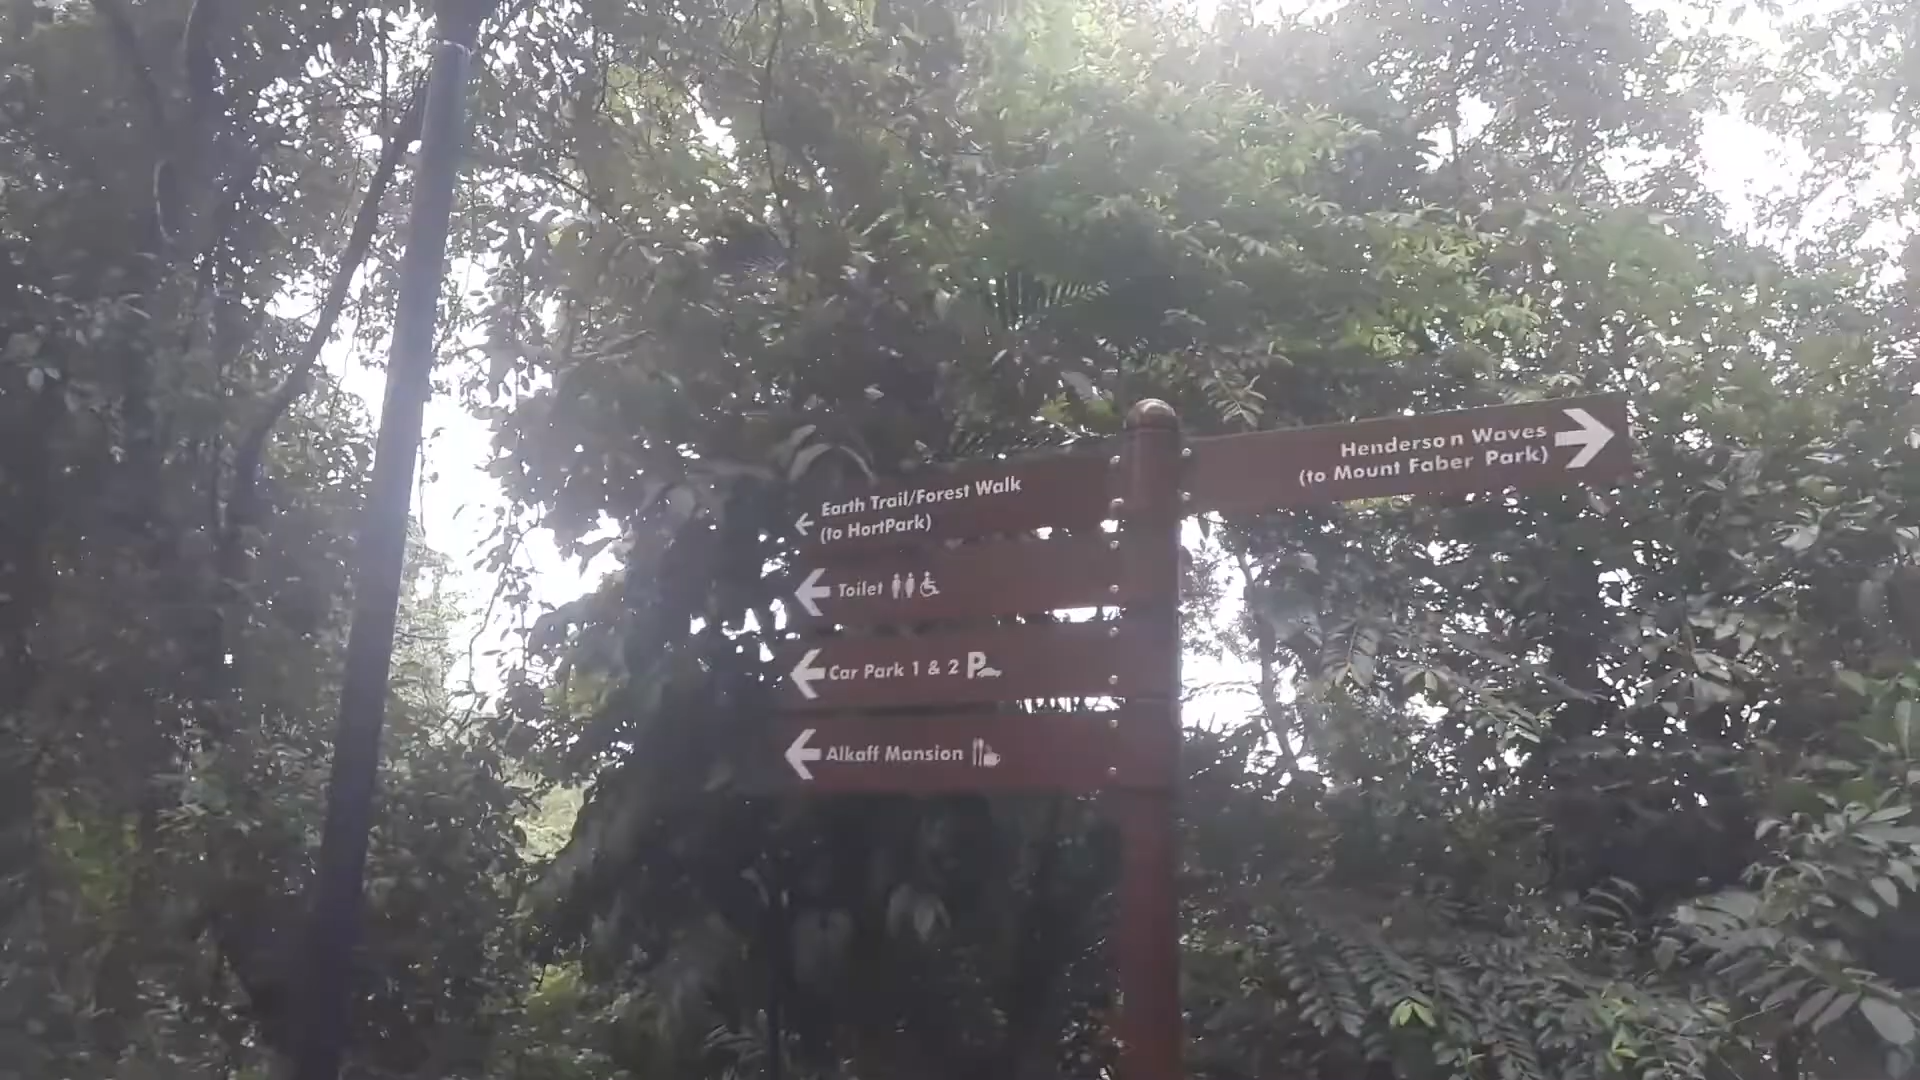 Earth Trail/Forest Walk
(to HortPark)
Toilet
Car Park 1 & 2 P
Alkaff Mansion
Henderson Waves
(to Mount Faber Park)